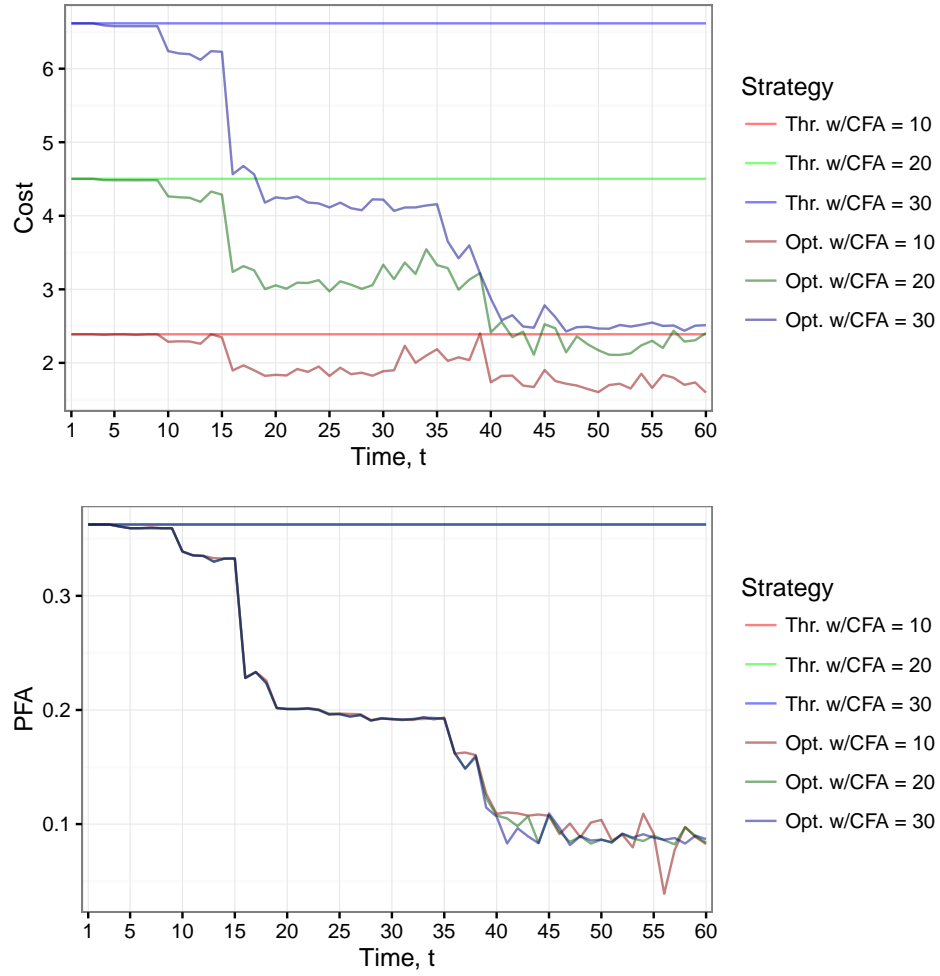 6
5
4
3
2
Cost
1 5 10 15 20 25 30 35 40 45 50 55 60
Time, t
Strategy
Thr. w/CFA = 10
Thr. w/CFA = 20
Thr. w/CFA = 30
Opt. w/CFA = 10
Opt. w/CFA = 20
Opt. w/CFA = 30
0.3
0.2
0.1
PFA
1 5 10 15 20 25 30 35 40 45 50 55 60
Time, t
Strategy
Thr. w/CFA = 10
Thr. w/CFA = 20
Thr. w/CFA = 30
Opt. w/CFA = 10
Opt. w/CFA = 20
Opt. w/CFA = 30